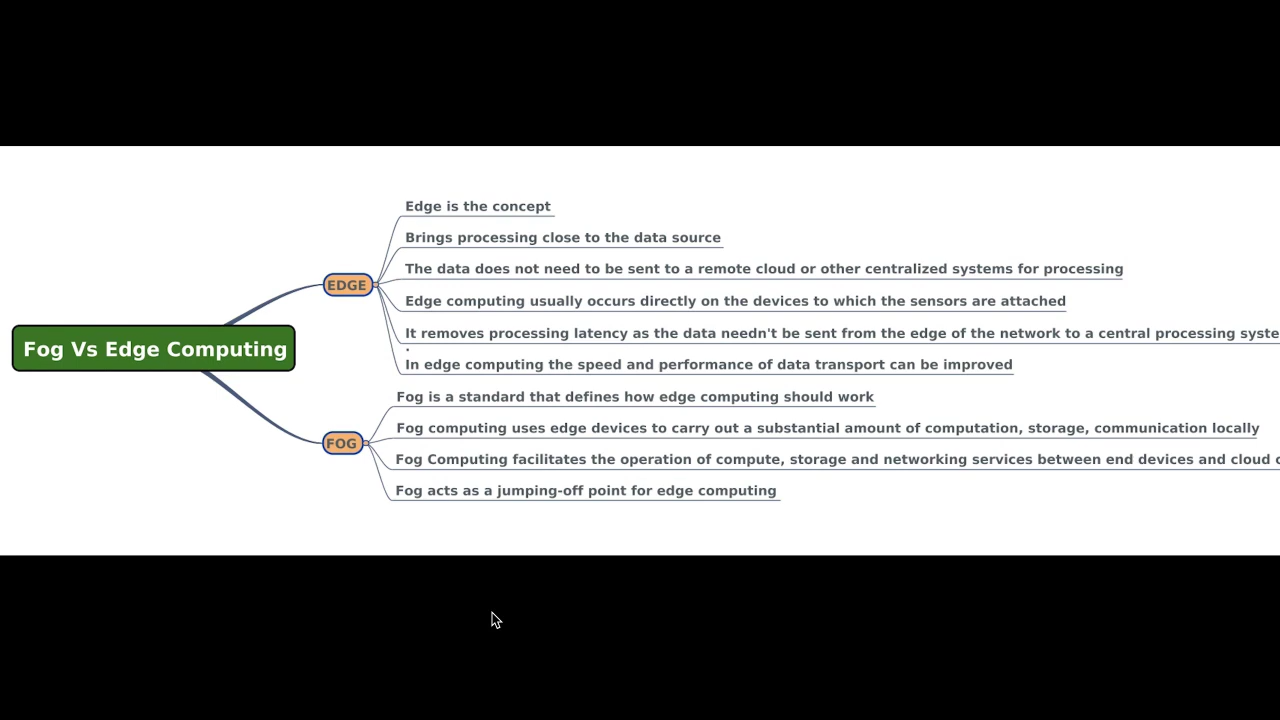 Fog Vs Edge Computing
EDGE
Edge is the concept
Brings processing close to the data source
The data does not need to be sent to a remote cloud or other centralized systems for processing
Edge computing usually occurs directly on the devices to which the sensors are attached
It removes processing latency as the data needn't be sent from the edge of the network to a central processing syste
.
In edge computing the speed and performance of data transport can be improved
FOG
Fog is a standard that defines how edge computing should work
Fog computing uses edge devices to carry out a substantial amount of computation, storage, communication locally
Fog Computing facilitates the operation of compute, storage and networking services between end devices and cloud
Fog acts as a jumping-off point for edge computing